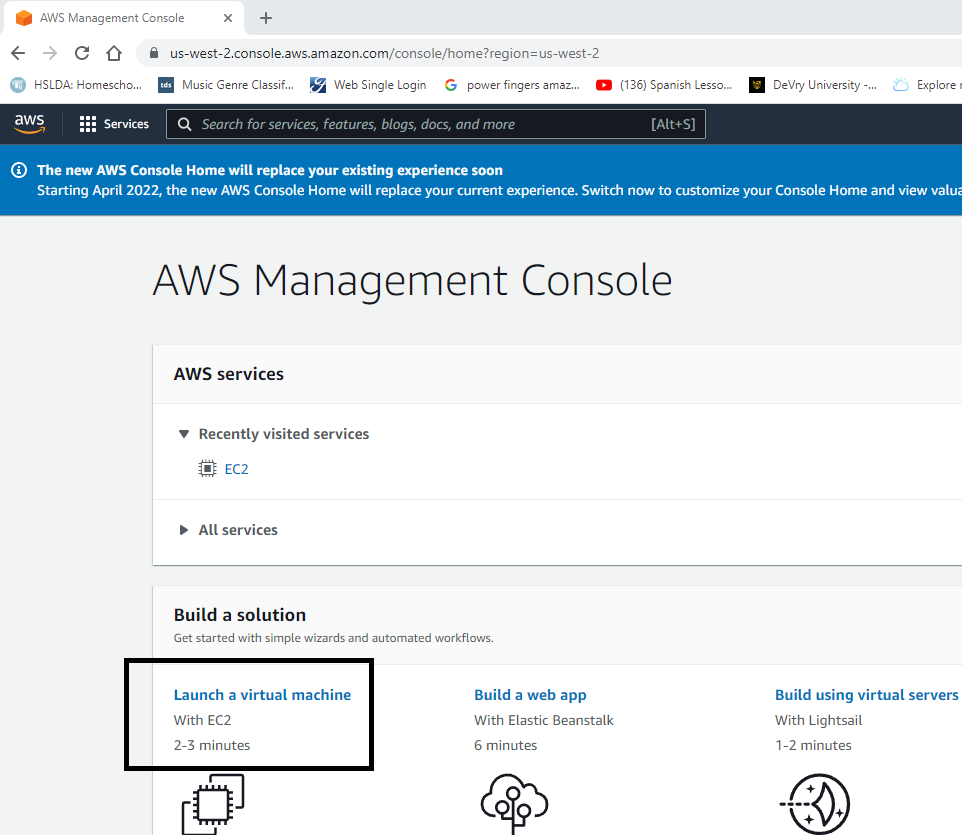 AWS Management Console
us-west-2.console.aws.amazon.com/console/home?region=us-west-2
HSLDA: Homescho... tds Music Genre Classif... Web Single Login power fingers amaz... (136) Spanish Lesso... DeVry University -... Explore
aws Services Search for services, features, blogs, docs, and more [Alt+S]
The new AWS Console Home will replace your existing experience soon
Starting April 2022, the new AWS Console Home will replace your current experience. Switch now to customize your Console Home and view
AWS Management Console
AWS services
Recently visited services
EC2
All services
Build a solution
Get started with simple wizards and automated workflows.
Launch a virtual machine
With EC2
2-3 minutes
Build a web app
With Elastic Beanstalk
6 minutes
Build using virtual servers
With Lightsail
1-2 minutes